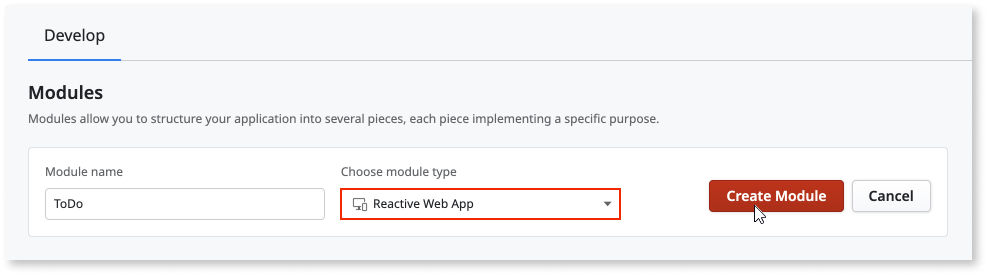 Develop
Modules
Modules allow you to structure your application into several pieces, each piece implementing a specific purpose.
Module name
Choose module type
ToDo
Reactive Web App
Create Module
Cancel